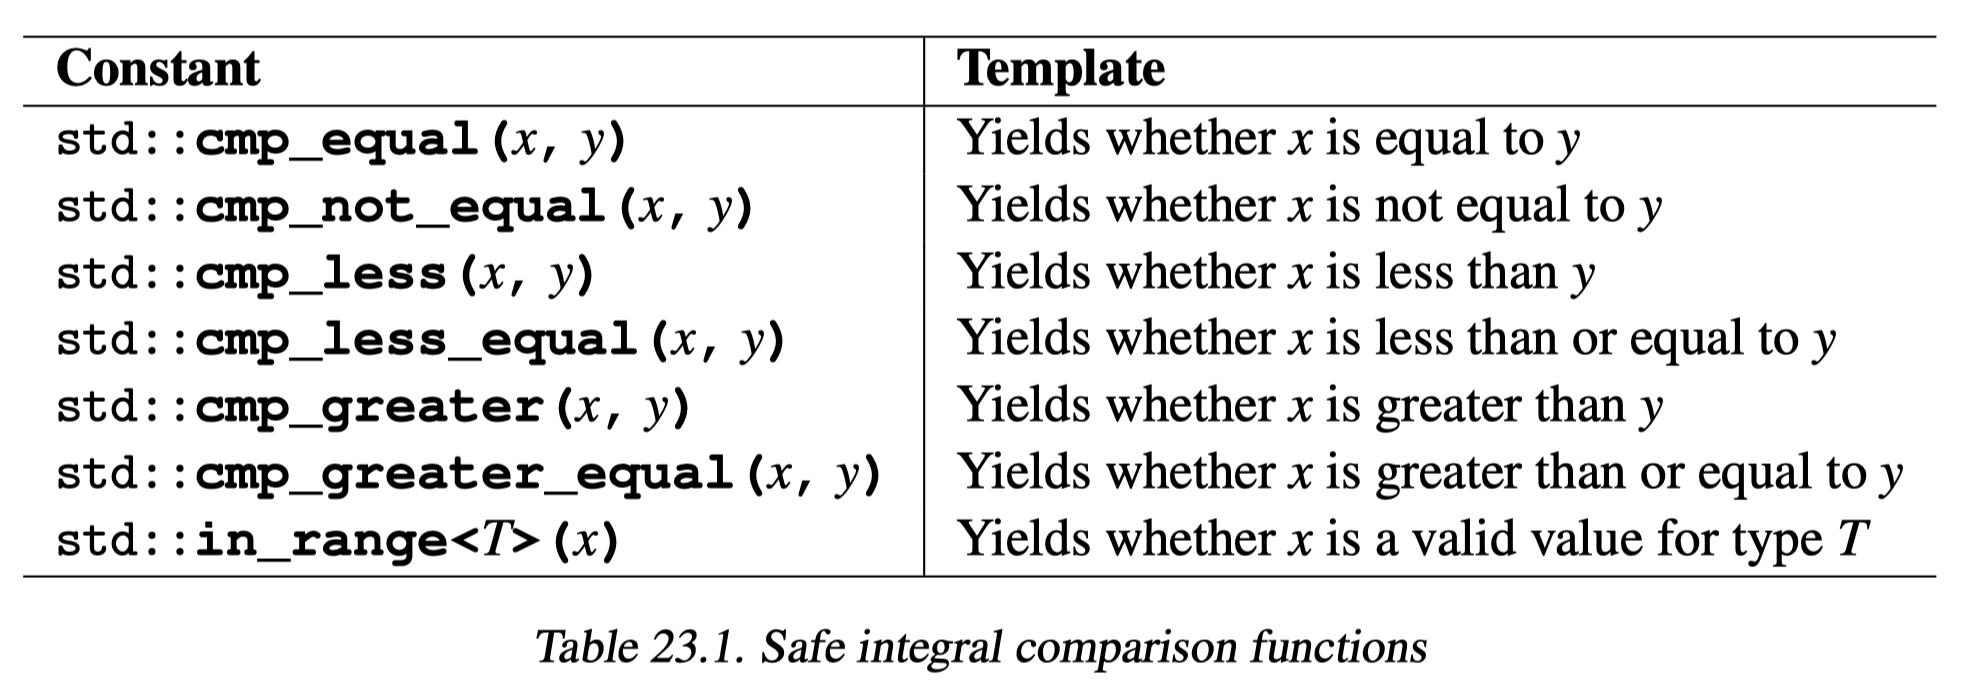 Constant Template
std::cmp_equal(x, y) Yields whether x is equal to y
std::cmp_not_equal(x, y) Yields whether x is not equal to y
std::cmp_less(x, y) Yields whether x is less than y
std::cmp_less_equal(x, y) Yields whether x is less than or equal to y
std::cmp_greater(x, y) Yields whether x is greater than y
std::cmp_greater_equal(x, y) Yields whether x is greater than or equal to y
std::in_range<T>(x) Yields whether x is a valid value for type T
Table 23.1. Safe integral comparison functions